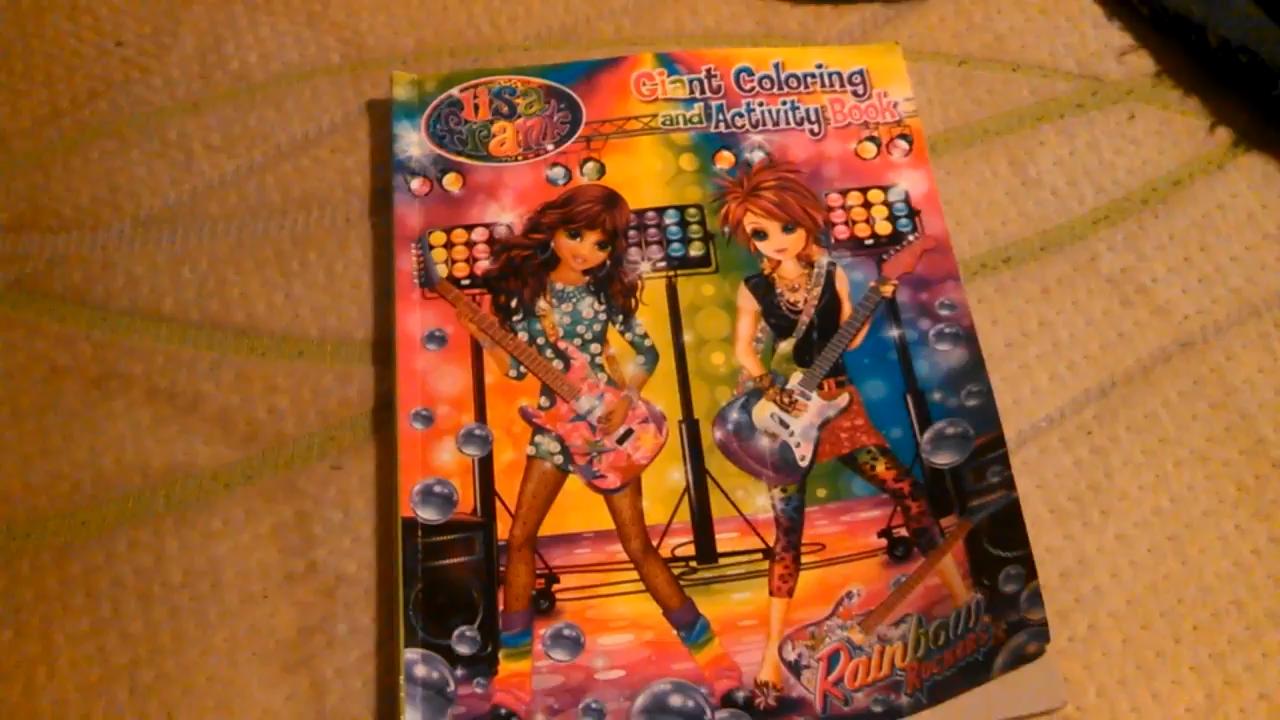 lisa
frank
Giant Coloring
and Activity Book
Rainbow
ROCKERS